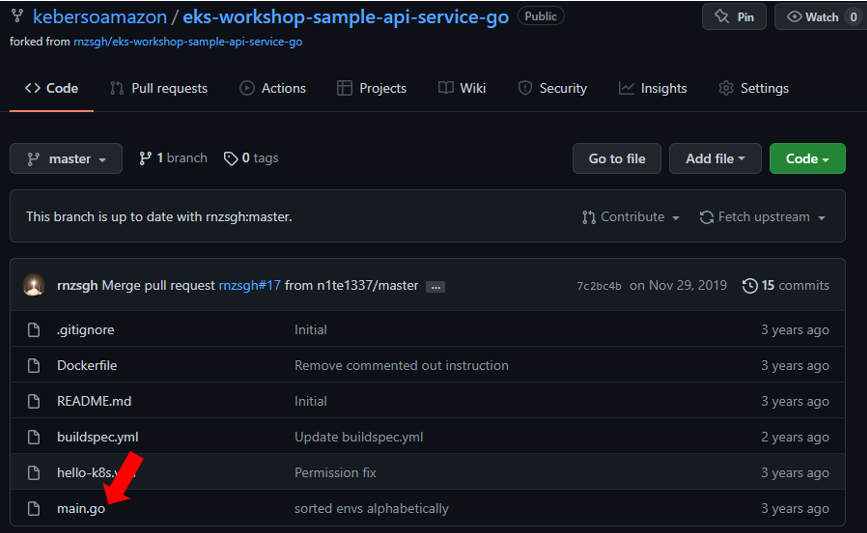 kebersoamazon / eks-workshop-sample-api-service-go Public Pin Watch 0
forked from rnzsgh/eks-workshop-sample-api-service-go
Code Pull requests Actions Projects Wiki Security Insights Settings
master 1 branch 0 tags Go to file Add file Code
This branch is up to date with rnzsgh:master. Contribute Fetch upstream
rnzsgh Merge pull request rnzsgh#17 from n1te1337/master ... 7c2bc4b on Nov 29, 2019 15 commits
.gitignore Initial 3 years ago
Dockerfile Remove commented out instruction 3 years ago
README.md Initial 3 years ago
buildspec.yml Update buildspec.yml 2 years ago
hello-k8s. Permission fix 3 years ago
main.go sorted envs alphabetically 3 years ago